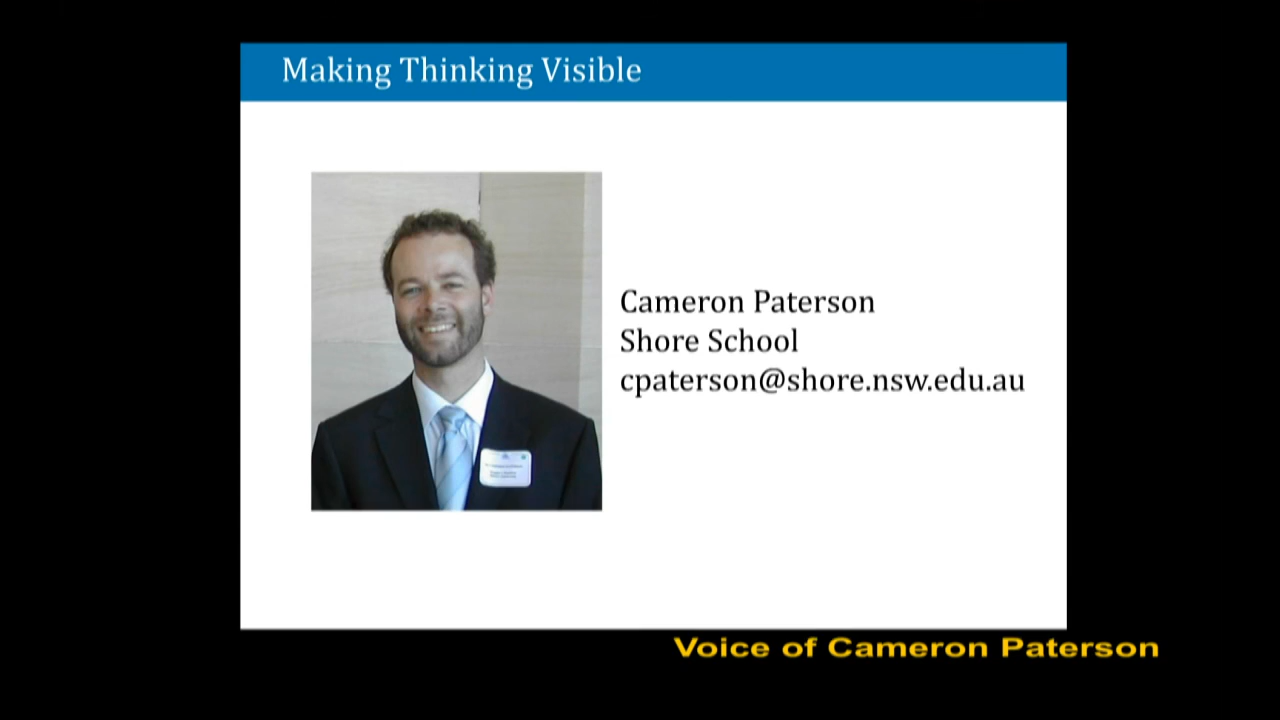 Making Thinking Visible
Cameron Paterson
Shore School
cpaterson@shore.nsw.edu.au
Voice of Cameron Paterson